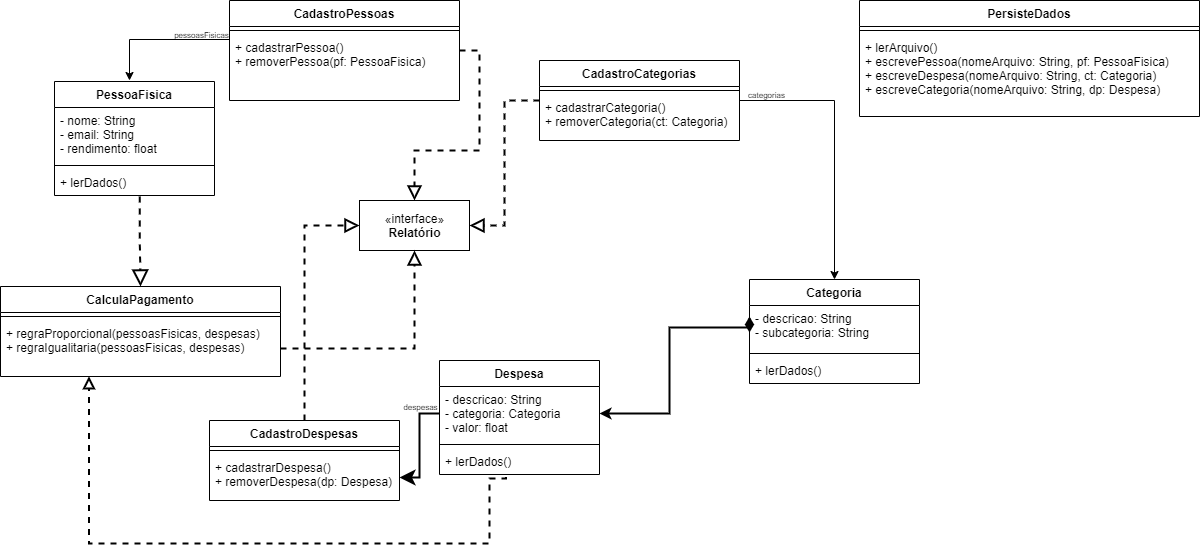 CadastroPessoas
+ cadastrarPessoa()
+ removerPessoa(pf: PessoaFisica)
pessoasFisicas
PersisteDados
+ lerArquivo()
+ escrevePessoa(nomeArquivo: String, pf: PessoaFisica)
+ escreveDespesa(nomeArquivo: String, ct: Categoria)
+ escreveCategoria(nomeArquivo: String, dp: Despesa)
CadastroCategorias
+ cadastrarCategoria()
+ removerCategoria(ct: Categoria)
categorias
PessoaFisica
- nome: String
- email: String
- rendimento: float
+ lerDados()
«interface»
Relatório
CalculaPagamento
+ regraProporcional(pessoasFisicas, despesas)
+ regraIgualitaria(pessoasFisicas, despesas)
Categoria
- descricao: String
- subcategoria: String
+ lerDados()
Despesa
- descricao: String
- categoria: Categoria
- valor: float
+ lerDados()
despesas
CadastroDespesas
+ cadastrarDespesa()
+ removerDespesa(dp: Despesa)